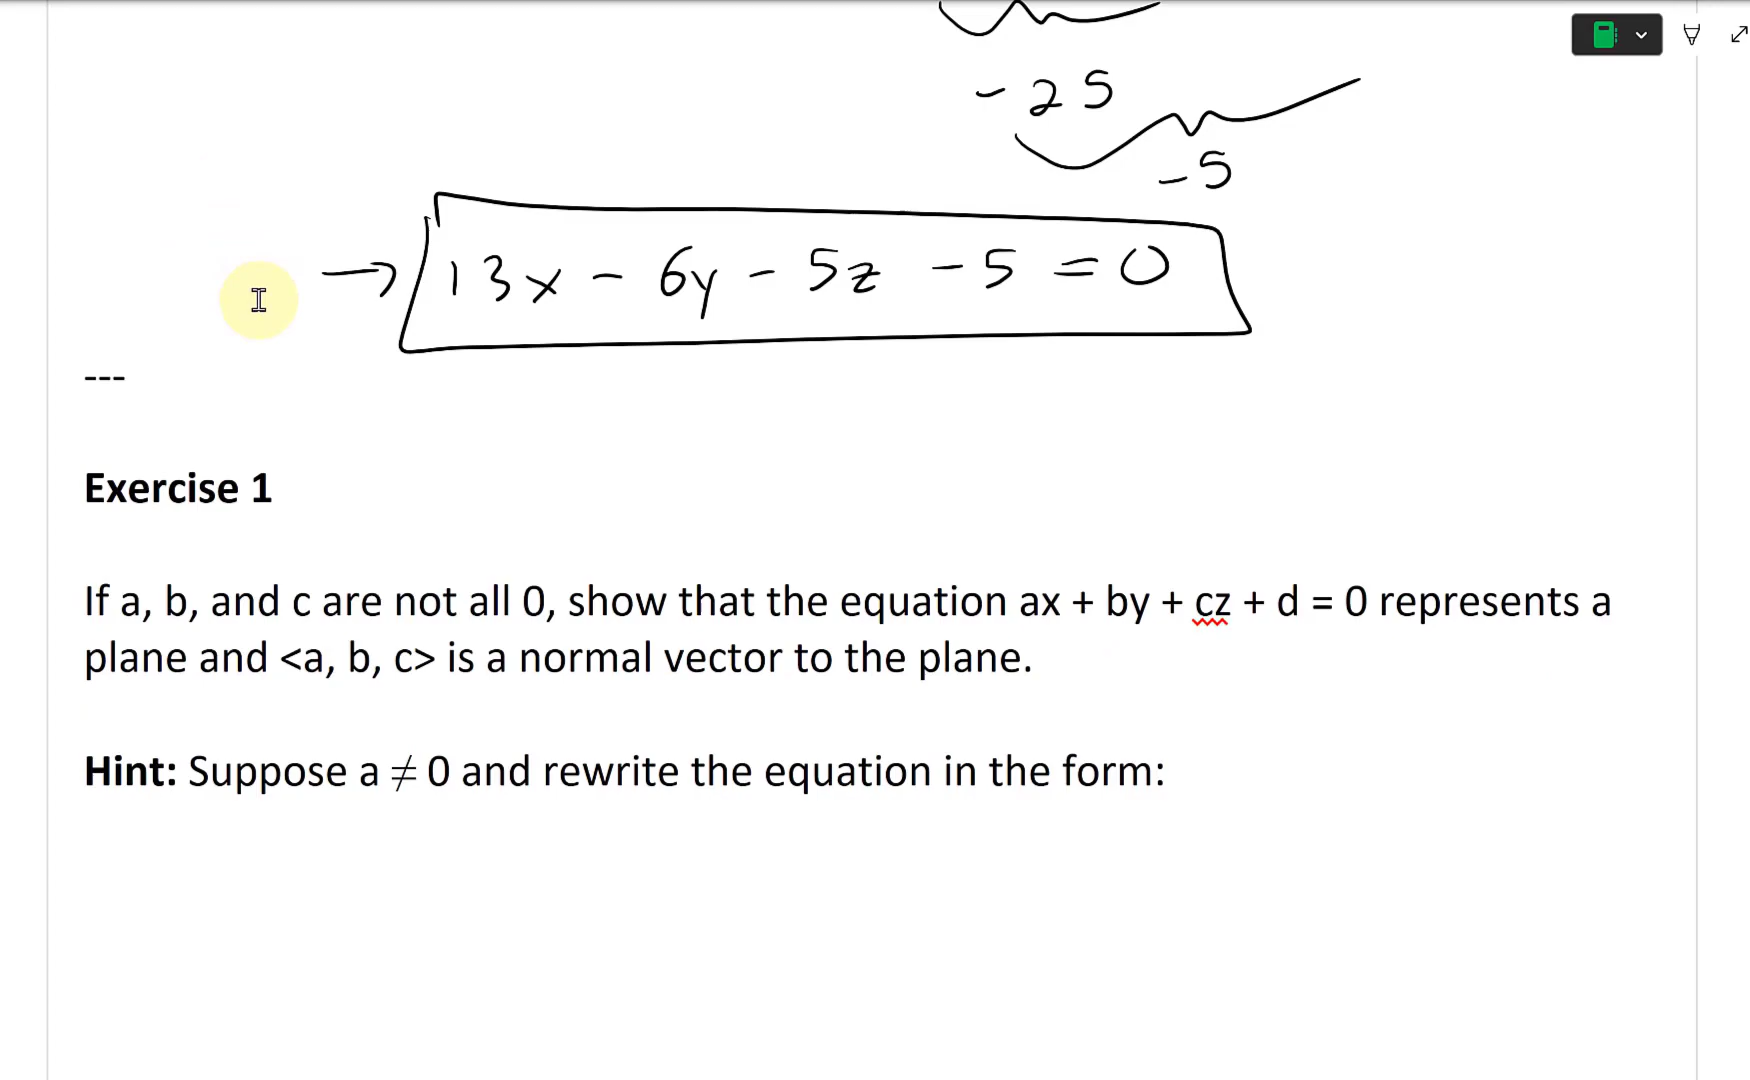 - 25
- 5
→ 13x - 6y - 5z - 5 = 0
---
Exercise 1
If a, b, and c are not all 0, show that the equation ax + by + cz + d = 0 represents a
plane and <a, b, c> is a normal vector to the plane.
Hint: Suppose a ≠ 0 and rewrite the equation in the form: